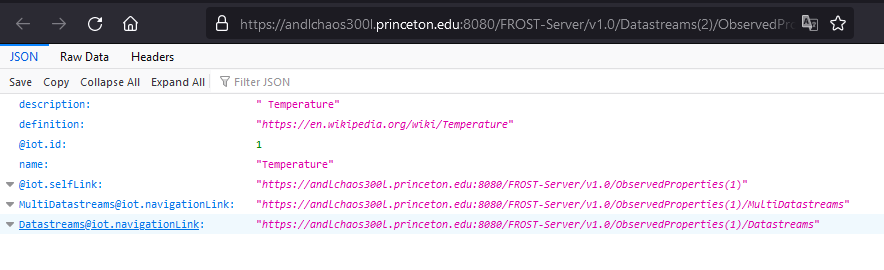 https://andlchaos300l.princeton.edu:8080/FROST-Server/v1.0/Datastreams(2)/ObservedPro
JSON Raw Data Headers
Save Copy Collapse All Expand All Filter JSON
description: " Temperature"
definition: "https://en.wikipedia.org/wiki/Temperature"
@iot.id: 1
name: "Temperature"
@iot.selfLink: "https://andlchaos300l.princeton.edu:8080/FROST-Server/v1.0/ObservedProperties(1)"
MultiDatastreams@iot.navigationLink: "https://andlchaos300l.princeton.edu:8080/FROST-Server/v1.0/ObservedProperties(1)/MultiDatastreams"
Datastreams@iot.navigationLink: "https://andlchaos300l.princeton.edu:8080/FROST-Server/v1.0/ObservedProperties(1)/Datastreams"